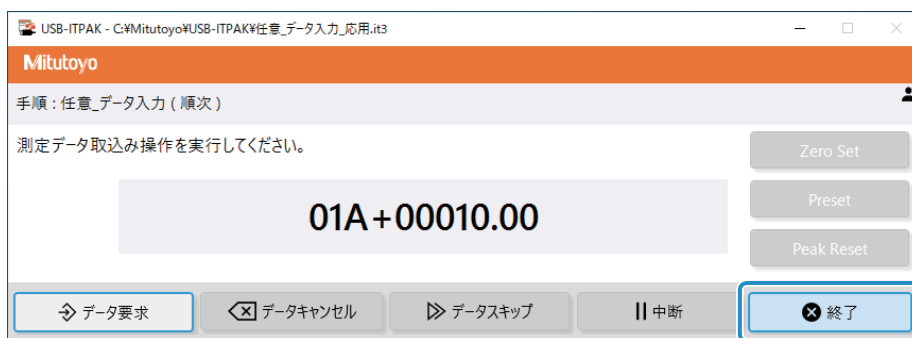 USB-ITPAK - C:¥Mitutoyo¥USB-ITPAK¥任意_データ入力_応用.it3
Mitutoyo
手順 : 任意_データ入力 ( 順次 )
測定データ取込み操作を実行してください。
Zero Set
01A+00010.00
Preset
Peak Reset
データ要求 データキャンセル データスキップ 中断 終了